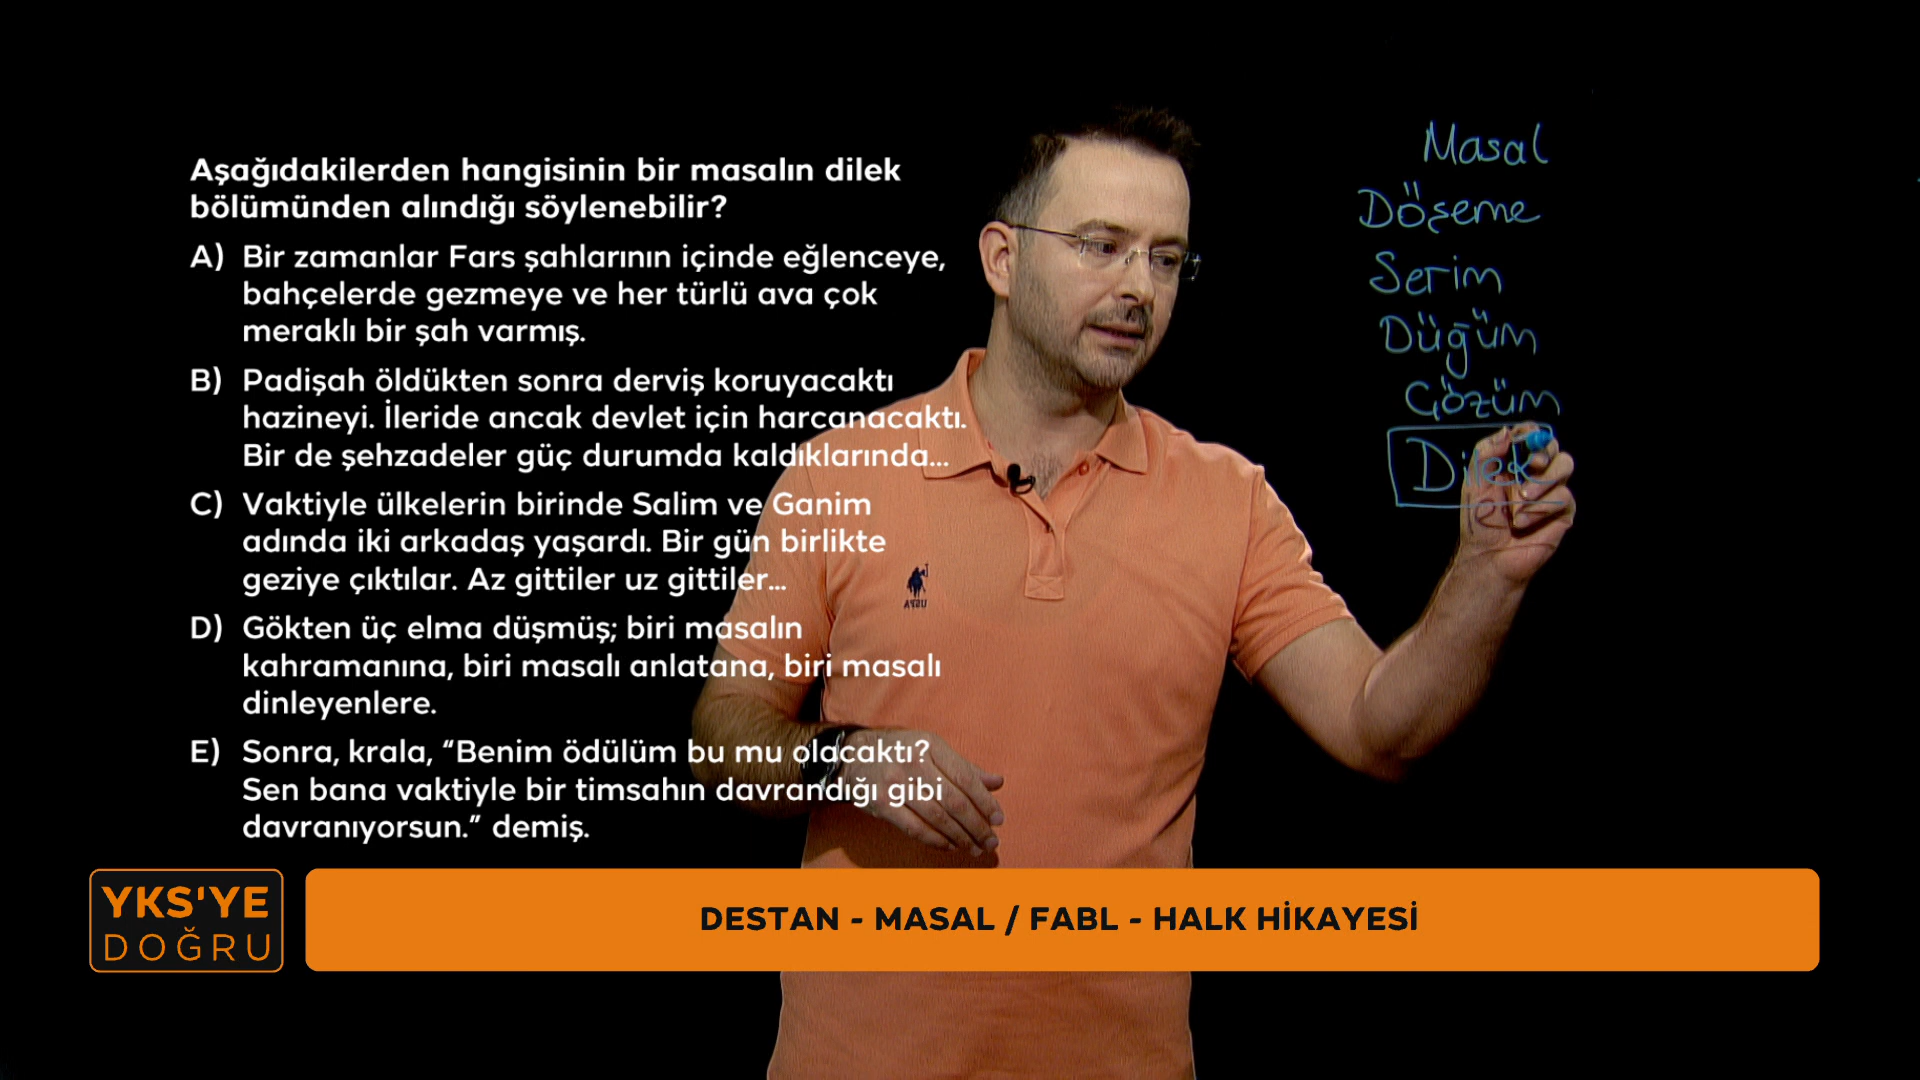 Aşağıdakilerden hangisinin bir masalın dilek
bölümünden alındığı söylenebilir?
A) Bir zamanlar Fars şahlarının içinde eğlenceye,
bahçelerde gezmeye ve her türlü ava çok
meraklı bir şah varmış.
B) Padişah öldükten sonra derviş koruyacaktı
hazineyi. İleride ancak devlet için harcanacaktı.
Bir de şehzadeler güç durumda kaldıklarında...
C) Vaktiyle ülkelerin birinde Salim ve Ganim
adında iki arkadaş yaşardı. Bir gün birlikte
geziye çıktılar. Az gittiler uz gittiler...
D) Gökten üç elma düşmüş; biri masalın
kahramanına, biri masalı anlatana, biri masalı
dinleyenlere.
E) Sonra, krala, “Benim ödülüm bu mu olacaktı?
Sen bana vaktiyle bir timsahın davrandığı gibi
davranıyorsun.” demiş.
Masal
Döşeme
Serim
Düğüm
Çözüm
Dilek
USPA
YKS'YE
DOĞRU
DESTAN - MASAL / FABL - HALK HİKAYESİ